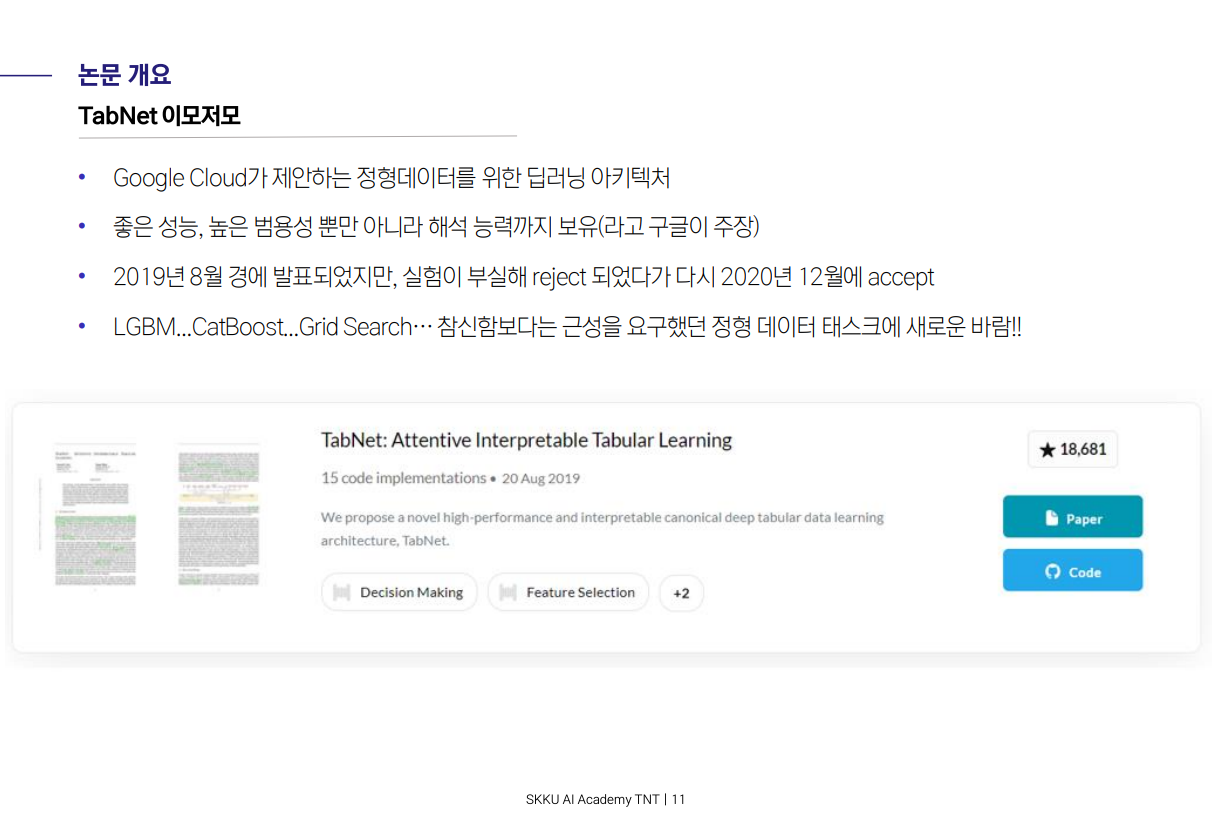 논문 개요
TabNet 이모저모
• Google Cloud가 제안하는 정형데이터를 위한 딥러닝 아키텍처
• 좋은 성능, 높은 범용성 뿐만 아니라 해석 능력까지 보유(라고 구글이 주장)
• 2019년 8월 경에 발표되었지만, 실험이 부실해 reject 되었다가 다시 2020년 12월에 accept
• LGBM...CatBoost...Grid Search⋯ 참신함보다는 근성을 요구했던 정형 데이터 태스크에 새로운 바람!!
TabNet: Attentive Interpretable Tabular Learning
15 code implementations • 20 Aug 2019
We propose a novel high-performance and interpretable canonical deep tabular data learning
architecture, TabNet.
Decision Making
Feature Selection
+2
★ 18,681
Paper
Code
SKKU AI Academy TNT | 11